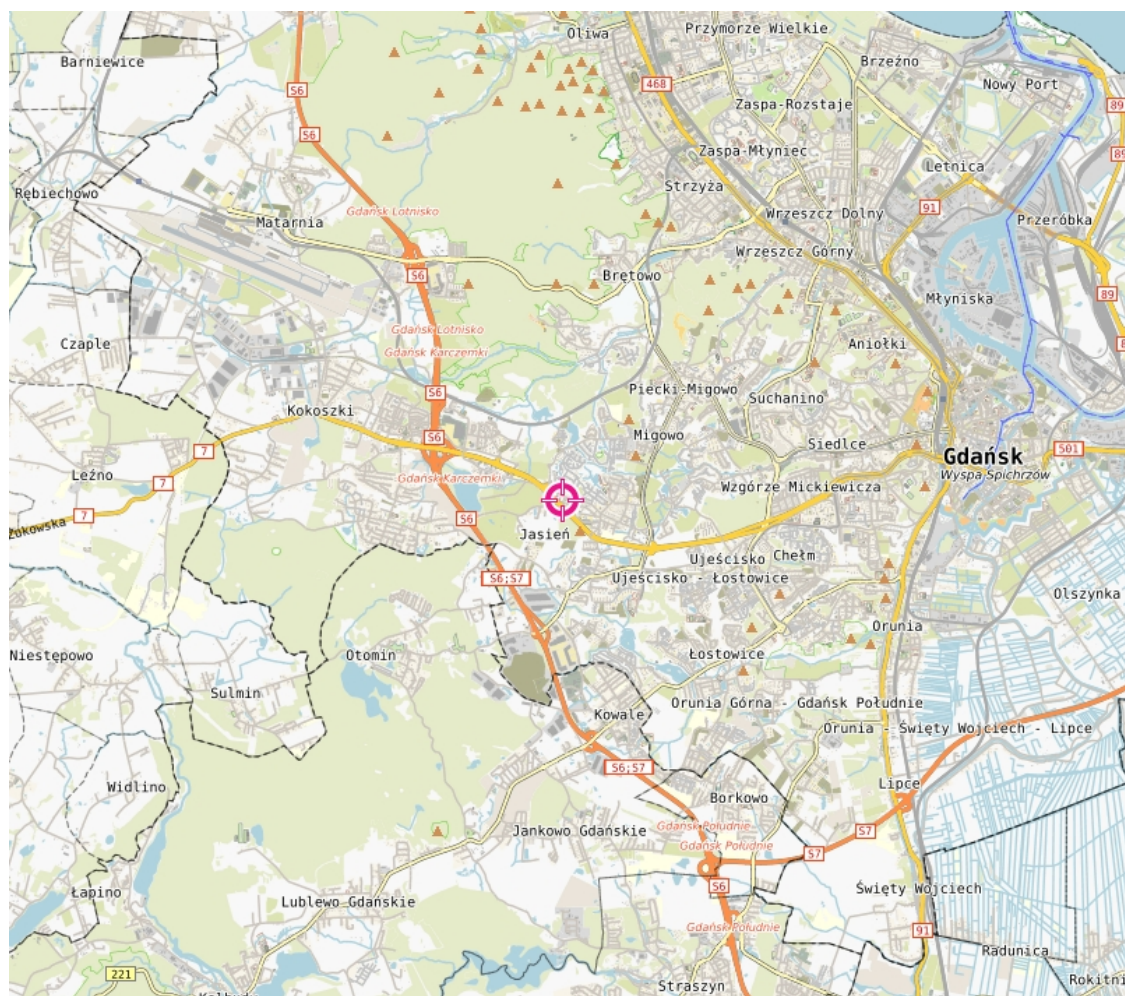 Oliwa
Przymorze Wielkie
Barniewice
Brzeźno
S6
468
Nowy Port
Zaspa-Rozstaje
89
S6
Zaspa-Młyniec
89
Letnica
Rębiechowo
Strzyża
Gdańsk Lotnisko
91
Matarnia
Wrzeszcz Dolny
Przeróbka
Wrzeszcz Górny
S6
Brętowo
89
Młyniska
Gdańsk Lotnisko
Czaple
Aniołki
Gdańsk Karczemki
S6
Piecki-Migowo
Suchanino
Kokoszki
S6
Migowo
Siedlce
7
Gdańsk
501
Leźno
Gdańsk Karczemki
Wyspa Spichrzów
7
Wzgórze Mickiewicza
7
S6
Żukowska
Jasień
Ujeścisko
Chełm
S6;S7
Ujeścisko - Łostowice
Olszynka
Orunia
Niestępowo
Otomin
Łostowice
Sulmin
Orunia Górna - Gdańsk Południe
Kowale
Orunia - Święty Wojciech - Lipce
S6;S7
Widlino
Lipce
Borkowo
Jankowo Gdańskie
Gdańsk Południe
S7
Gdańsk Południe
S7
S6
Łapino
Święty Wojciech
Lublewo Gdańskie
Gdańsk Południe
91
Radunica
221
Straszyn